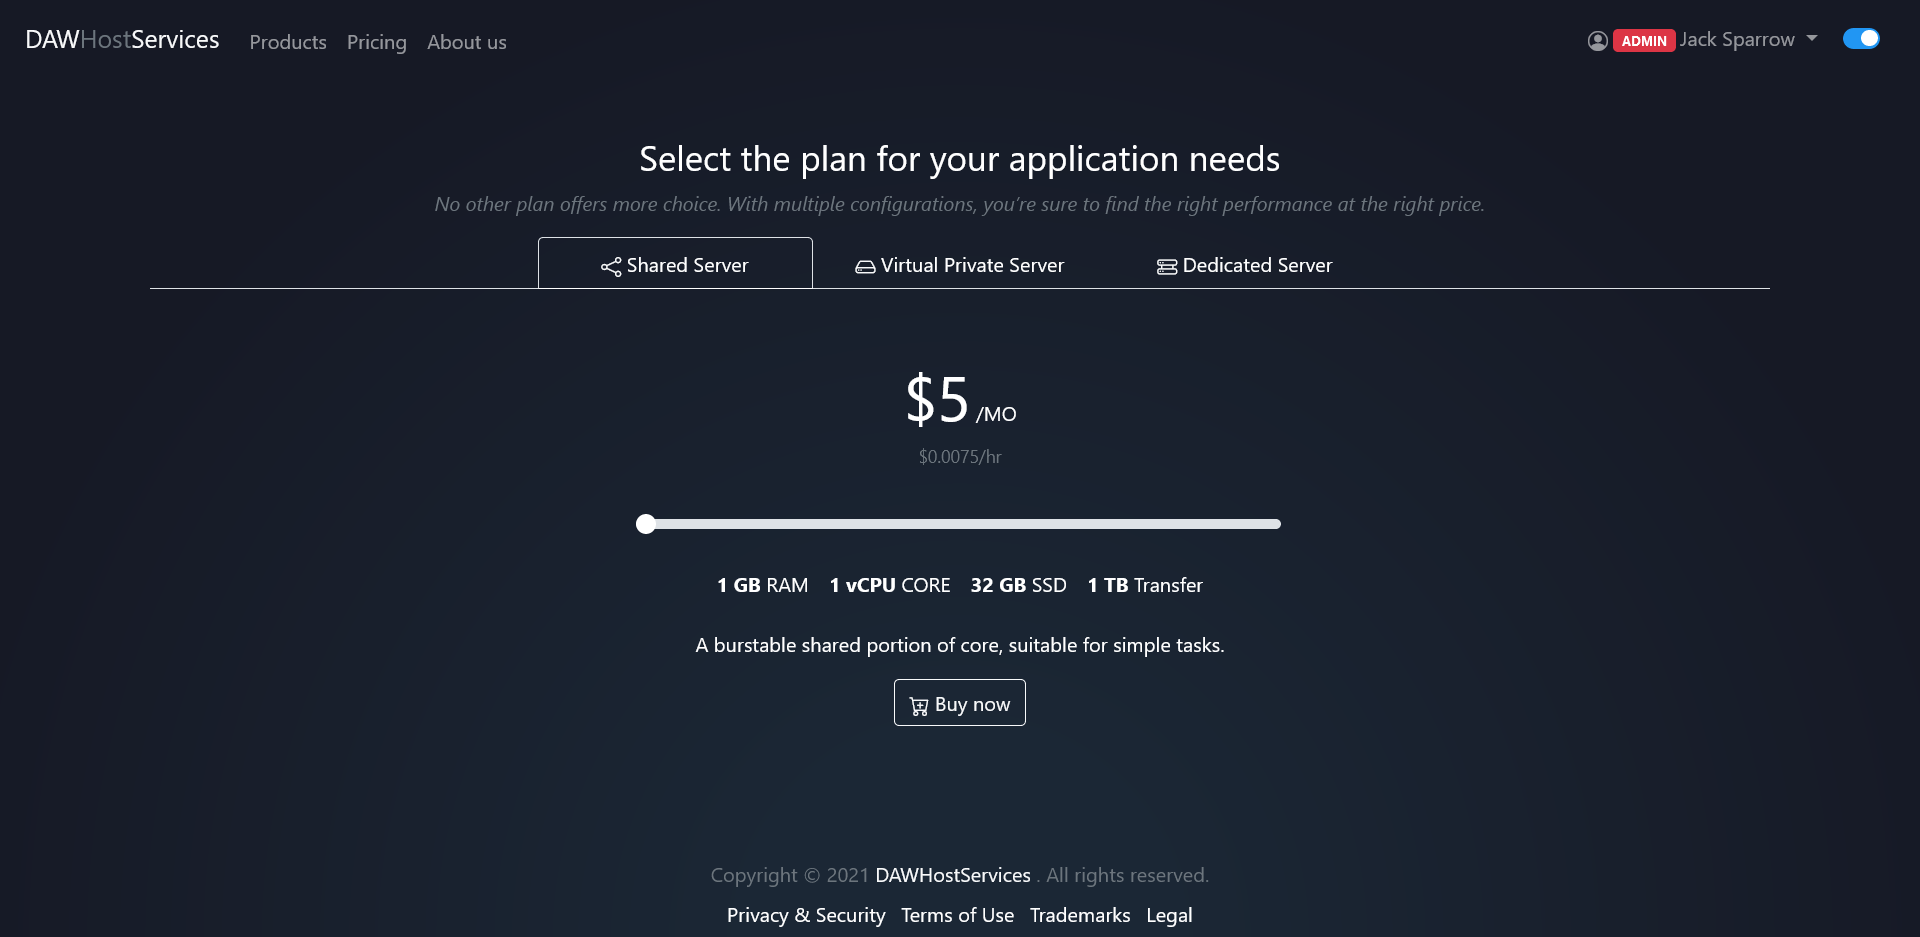 DAWHostServices Products Pricing About us ADMIN Jack Sparrow
Select the plan for your application needs
No other plan offers more choice. With multiple configurations, you're sure to find the right performance at the right price.
Shared Server Virtual Private Server Dedicated Server
$5 /MO
$0.0075/hr
1 GB RAM 1 vCPU CORE 32 GB SSD 1 TB Transfer
A burstable shared portion of core, suitable for simple tasks.
Buy now
Copyright © 2021 DAWHostServices . All rights reserved.
Privacy & Security Terms of Use Trademarks Legal